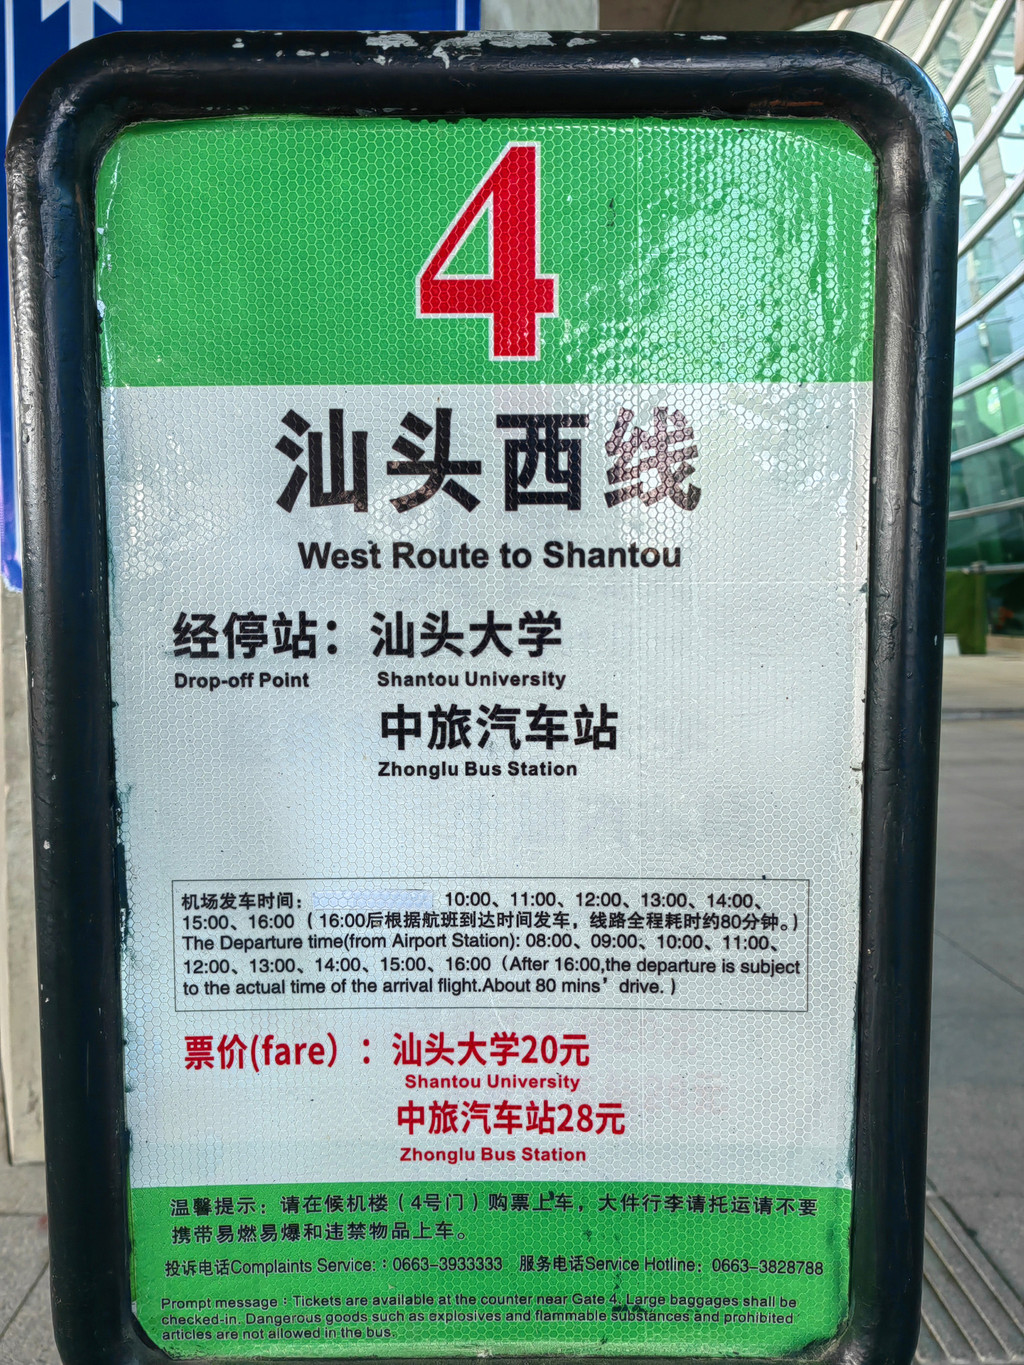 4
汕头西线
West Route to Shantou
经停站：汕头大学
Drop-off Point Shantou University
中旅汽车站
Zhonglu Bus Station
机场发车时间： 10:00、11:00、12:00、13:00、14:00、
15:00、16:00（16:00后根据航班到达时间发车，线路全程耗时约80分钟。）
The Departure time(from Airport Station): 08:00、09:00、10:00、11:00、
12:00、13:00、14:00、15:00、16:00（After 16:00,the departure is subject
to the actual time of the arrival flight.About 80 mins’ drive.）
票价(fare）：汕头大学20元
Shantou University
中旅汽车站28元
Zhonglu Bus Station
温馨提示：请在候机楼（4号门）购票上车，大件行李请托运请不要
携带易燃易爆和违禁物品上车。
投诉电话Complaints Service:：0663-3933333 服务电话Service Hotline：0663-3828788
Prompt message：Tickets are available at the counter near Gate 4. Large baggages shall be
checked-in. Dangerous goods such as explosives and flammable substances and prohibited
articles are not allowed in the bus.